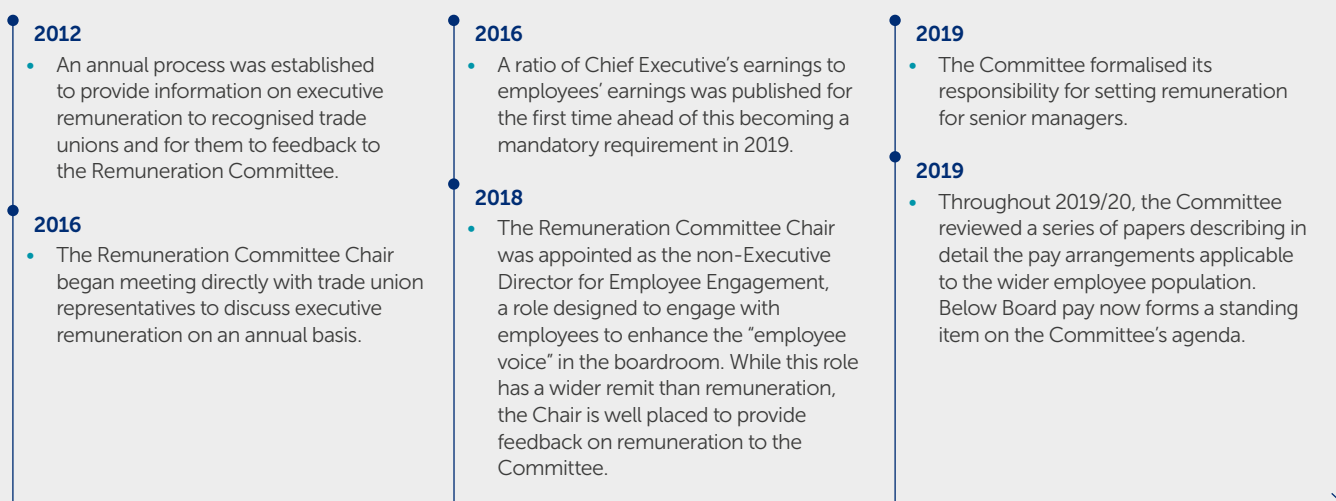 2012
• An annual process was established
to provide information on executive
remuneration to recognised trade
unions and for them to feedback to
the Remuneration Committee.
2016
• The Remuneration Committee Chair
began meeting directly with trade union
representatives to discuss executive
remuneration on an annual basis.
2016
• A ratio of Chief Executive's earnings to
employees' earnings was published for
the first time ahead of this becoming a
mandatory requirement in 2019.
2018
• The Remuneration Committee Chair
was appointed as the non-Executive
Director for Employee Engagement,
a role designed to engage with
employees to enhance the "employee
voice" in the boardroom. While this role
has a wider remit than remuneration,
the Chair is well placed to provide
feedback on remuneration to the
Committee.
2019
• The Committee formalised its
responsibility for setting remuneration
for senior managers.
2019
• Throughout 2019/20, the Committee
reviewed a series of papers describing in
detail the pay arrangements applicable
to the wider employee population.
Below Board pay now forms a standing
item on the Committee's agenda.